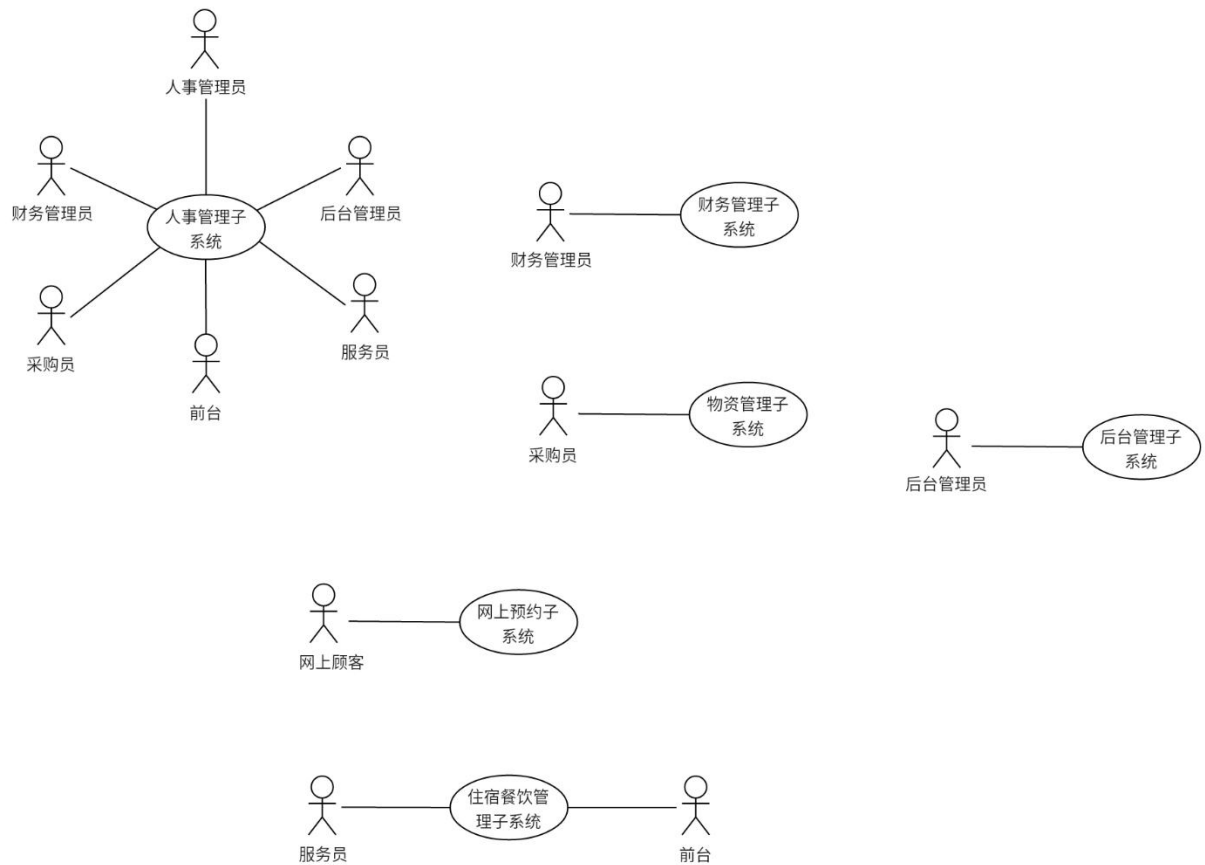 人事管理员
财务管理员
后台管理员
人事管理子
系统
采购员
服务员
前台
财务管理员
财务管理子
系统
采购员
物资管理子
系统
后台管理员
后台管理子
系统
网上顾客
网上预约子
系统
服务员
住宿餐饮管
理子系统
前台